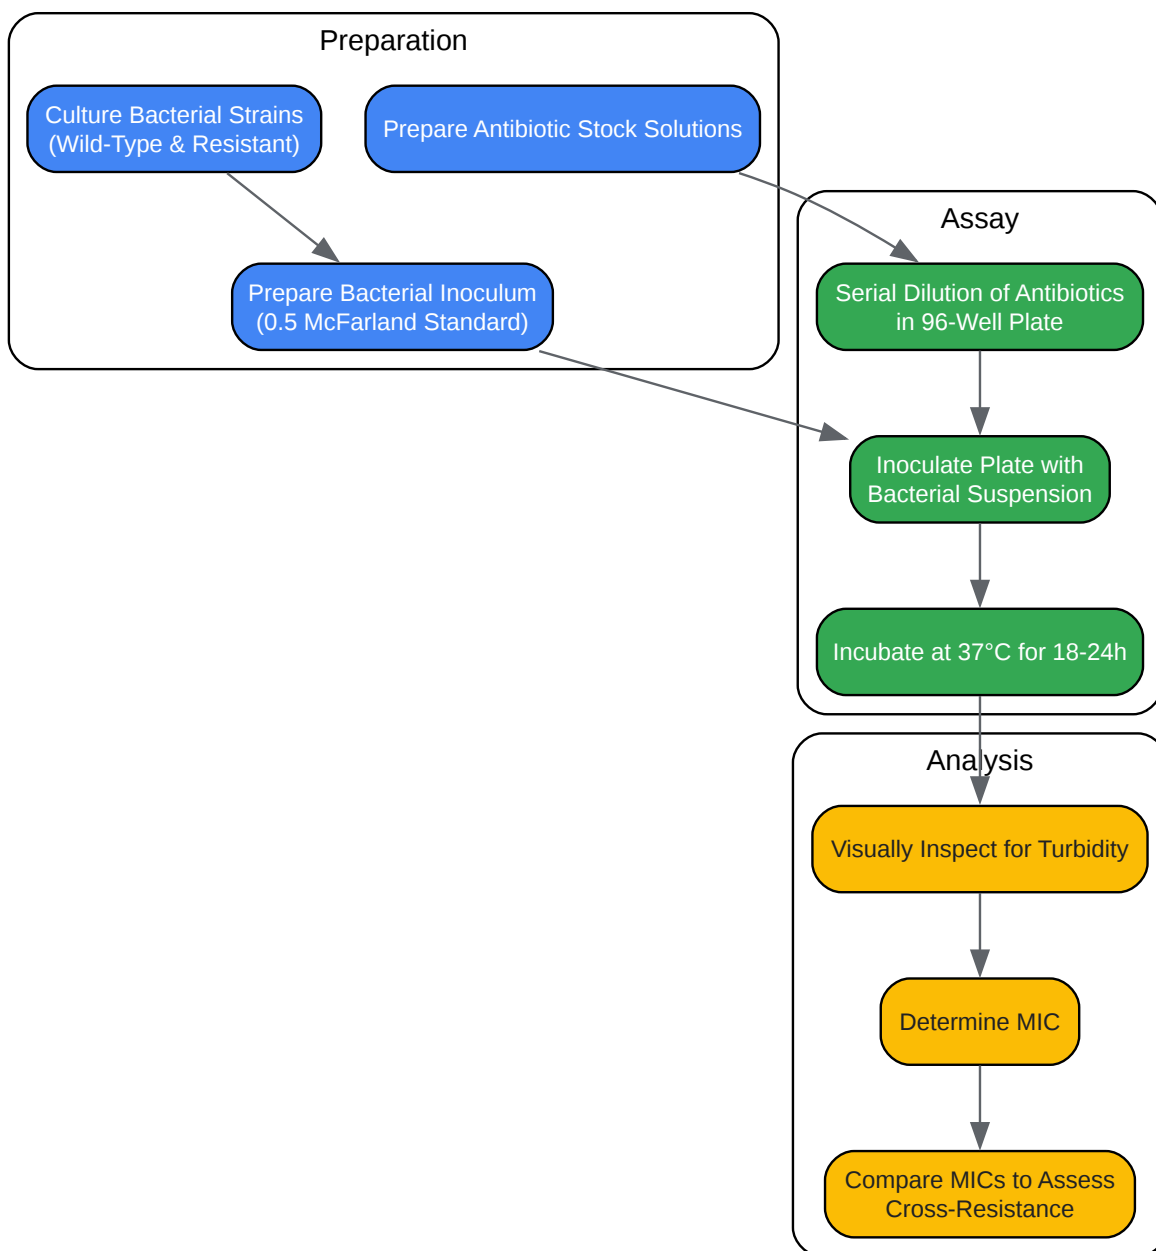 Preparation
Culture Bacterial Strains
(Wild-Type & Resistant)
Prepare Antibiotic Stock Solutions
Prepare Bacterial Inoculum
(0.5 McFarland Standard)
Assay
Serial Dilution of Antibiotics
in 96-Well Plate
Inoculate Plate with
Bacterial Suspension
Incubate at 37°C for 18-24h
Analysis
Visually Inspect for Turbidity
Determine MIC
Compare MICs to Assess
Cross-Resistance